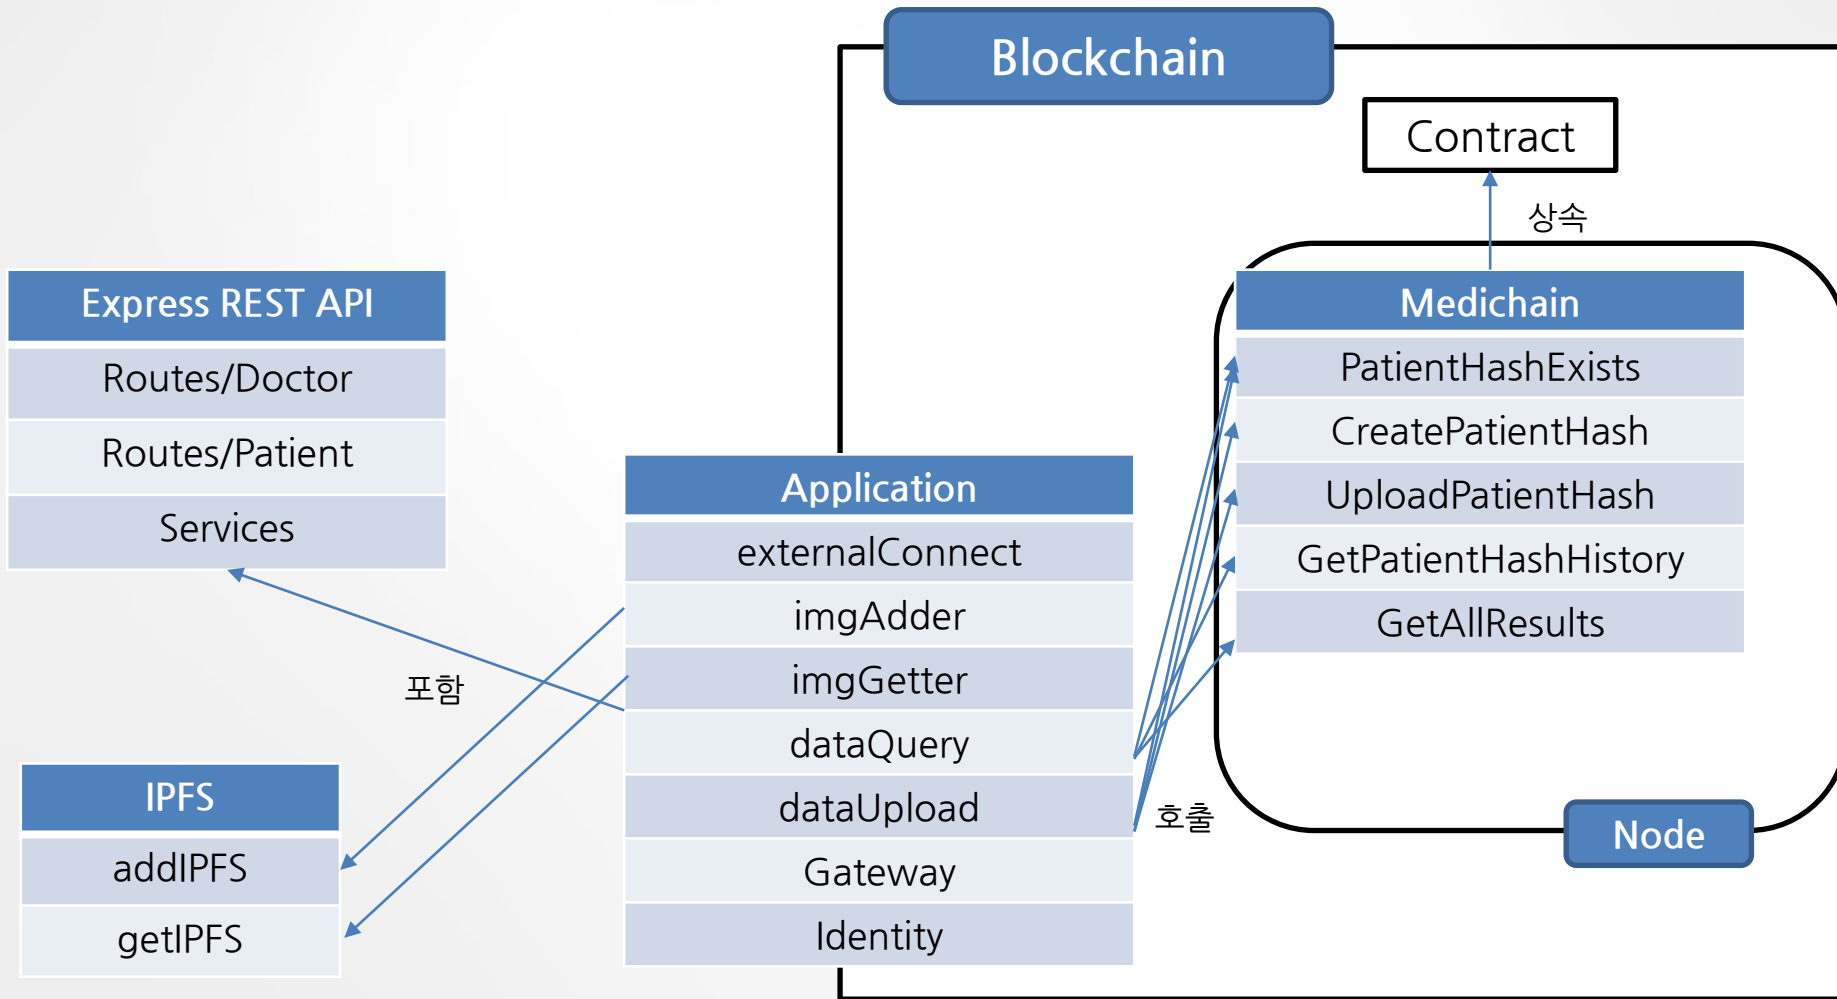 Blockchain
Contract
상속
Express REST API
Routes/Doctor
Routes/Patient
Services
Medichain
PatientHashExists
CreatePatientHash
UploadPatientHash
GetPatientHashHistory
GetAllResults
Application
externalConnect
imgAdder
imgGetter
dataQuery
dataUpload
Gateway
Identity
포함
호출
Node
IPFS
addIPFS
getIPFS